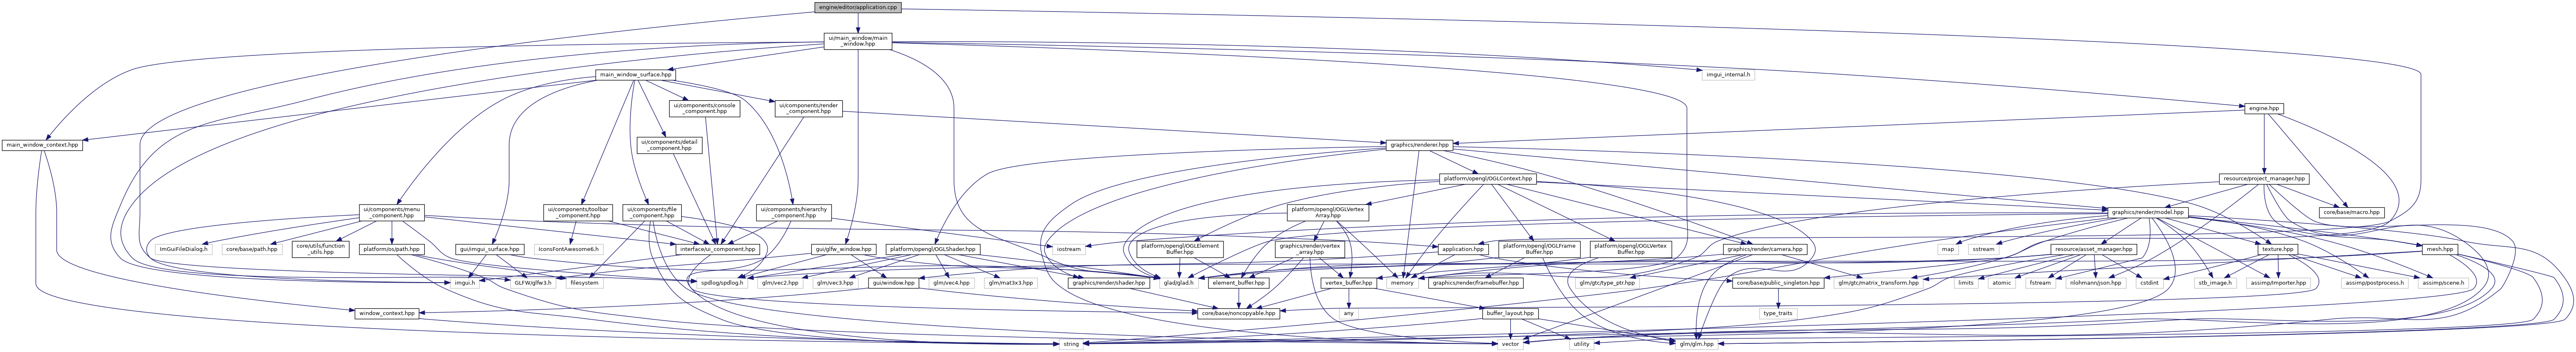 engine/editor/application.cpp
ui/main_window/main
_window.hpp
main_window_surface.hpp
imgui_internal.h
ui/components/console
_component.hpp
ui/components/render
_component.hpp
engine.hpp
main_window_context.hpp
ui/components/detail
_component.hpp
graphics/renderer.hpp
platform/opengl/OGLContext.hpp
resource/project_manager.hpp
ui/components/menu
_component.hpp
ui/components/toolbar
_component.hpp
ui/components/file
_component.hpp
ui/components/hierarchy
_component.hpp
platform/opengl/OGLVertex
Array.hpp
graphics/render/model.hpp
core/base/macro.hpp
ImGuiFileDialog.h
core/base/path.hpp
core/utils/function
_utils.hpp
platform/os/path.hpp
gui/imgui_surface.hpp
IconsFontAwesome6.h
interface/ui_component.hpp
gui/glfw_window.hpp
platform/opengl/OGLShader.hpp
iostream
platform/opengl/OGLElement
Buffer.hpp
graphics/render/vertex
_array.hpp
application.hpp
platform/opengl/OGLFrame
Buffer.hpp
platform/opengl/OGLVertex
Buffer.hpp
graphics/render/camera.hpp
map
sstream
resource/asset_manager.hpp
texture.hpp
mesh.hpp
imgui.h
GLFW/glfw3.h
filesystem
spdlog/spdlog.h
glm/vec2.hpp
glm/vec3.hpp
gui/window.hpp
glm/vec4.hpp
glm/mat3x3.hpp
graphics/render/shader.hpp
glad/glad.h
element_buffer.hpp
vertex_buffer.hpp
memory
graphics/render/framebuffer.hpp
glm/gtc/type_ptr.hpp
core/base/public_singleton.hpp
glm/gtc/matrix_transform.hpp
limits
atomic
fstream
nlohmann/json.hpp
cstdint
stb_image.h
assimp/Importer.hpp
assimp/postprocess.h
assimp/scene.h
window_context.hpp
core/base/noncopyable.hpp
any
buffer_layout.hpp
type_traits
string
vector
utility
glm/glm.hpp